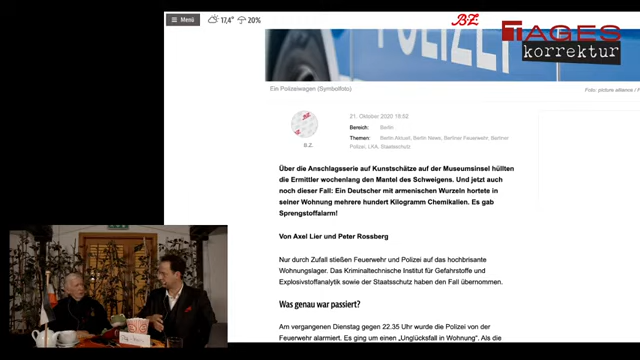 Menü
17,4°
20%
B.Z.
TAGES
korrektur
POLIZEI
Ein Polizeiwagen (Symbolfoto)
Foto: picture alliance / F
B.Z.
21. Oktober 2020 18:52
Bereich: Berlin
Themen: Berlin Aktuell, Berlin News, Berliner Feuerwehr, Berliner
Polizei, LKA, Staatsschutz
Über die Anschlagsserie auf Kunstschätze auf der Museumsinsel hüllten
die Ermittler wochenlang den Mantel des Schweigens. Und jetzt auch
noch dieser Fall: Ein Deutscher mit armenischen Wurzeln hortete in
seiner Wohnung mehrere hundert Kilogramm Chemikalien. Es gab
Sprengstoffalarm!
Von Axel Lier und Peter Rossberg
Nur durch Zufall stießen Feuerwehr und Polizei auf das hochbrisante
Wohnungslager. Das Kriminaltechnische Institut für Gefahrstoffe und
Explosivstoffanalytik sowie der Staatsschutz haben den Fall übernommen.
Was genau war passiert?
Am vergangenen Dienstag gegen 22.35 Uhr wurde die Polizei von der
Feuerwehr alarmiert. Es ging um einen „Unglücksfall in Wohnung“. Als die